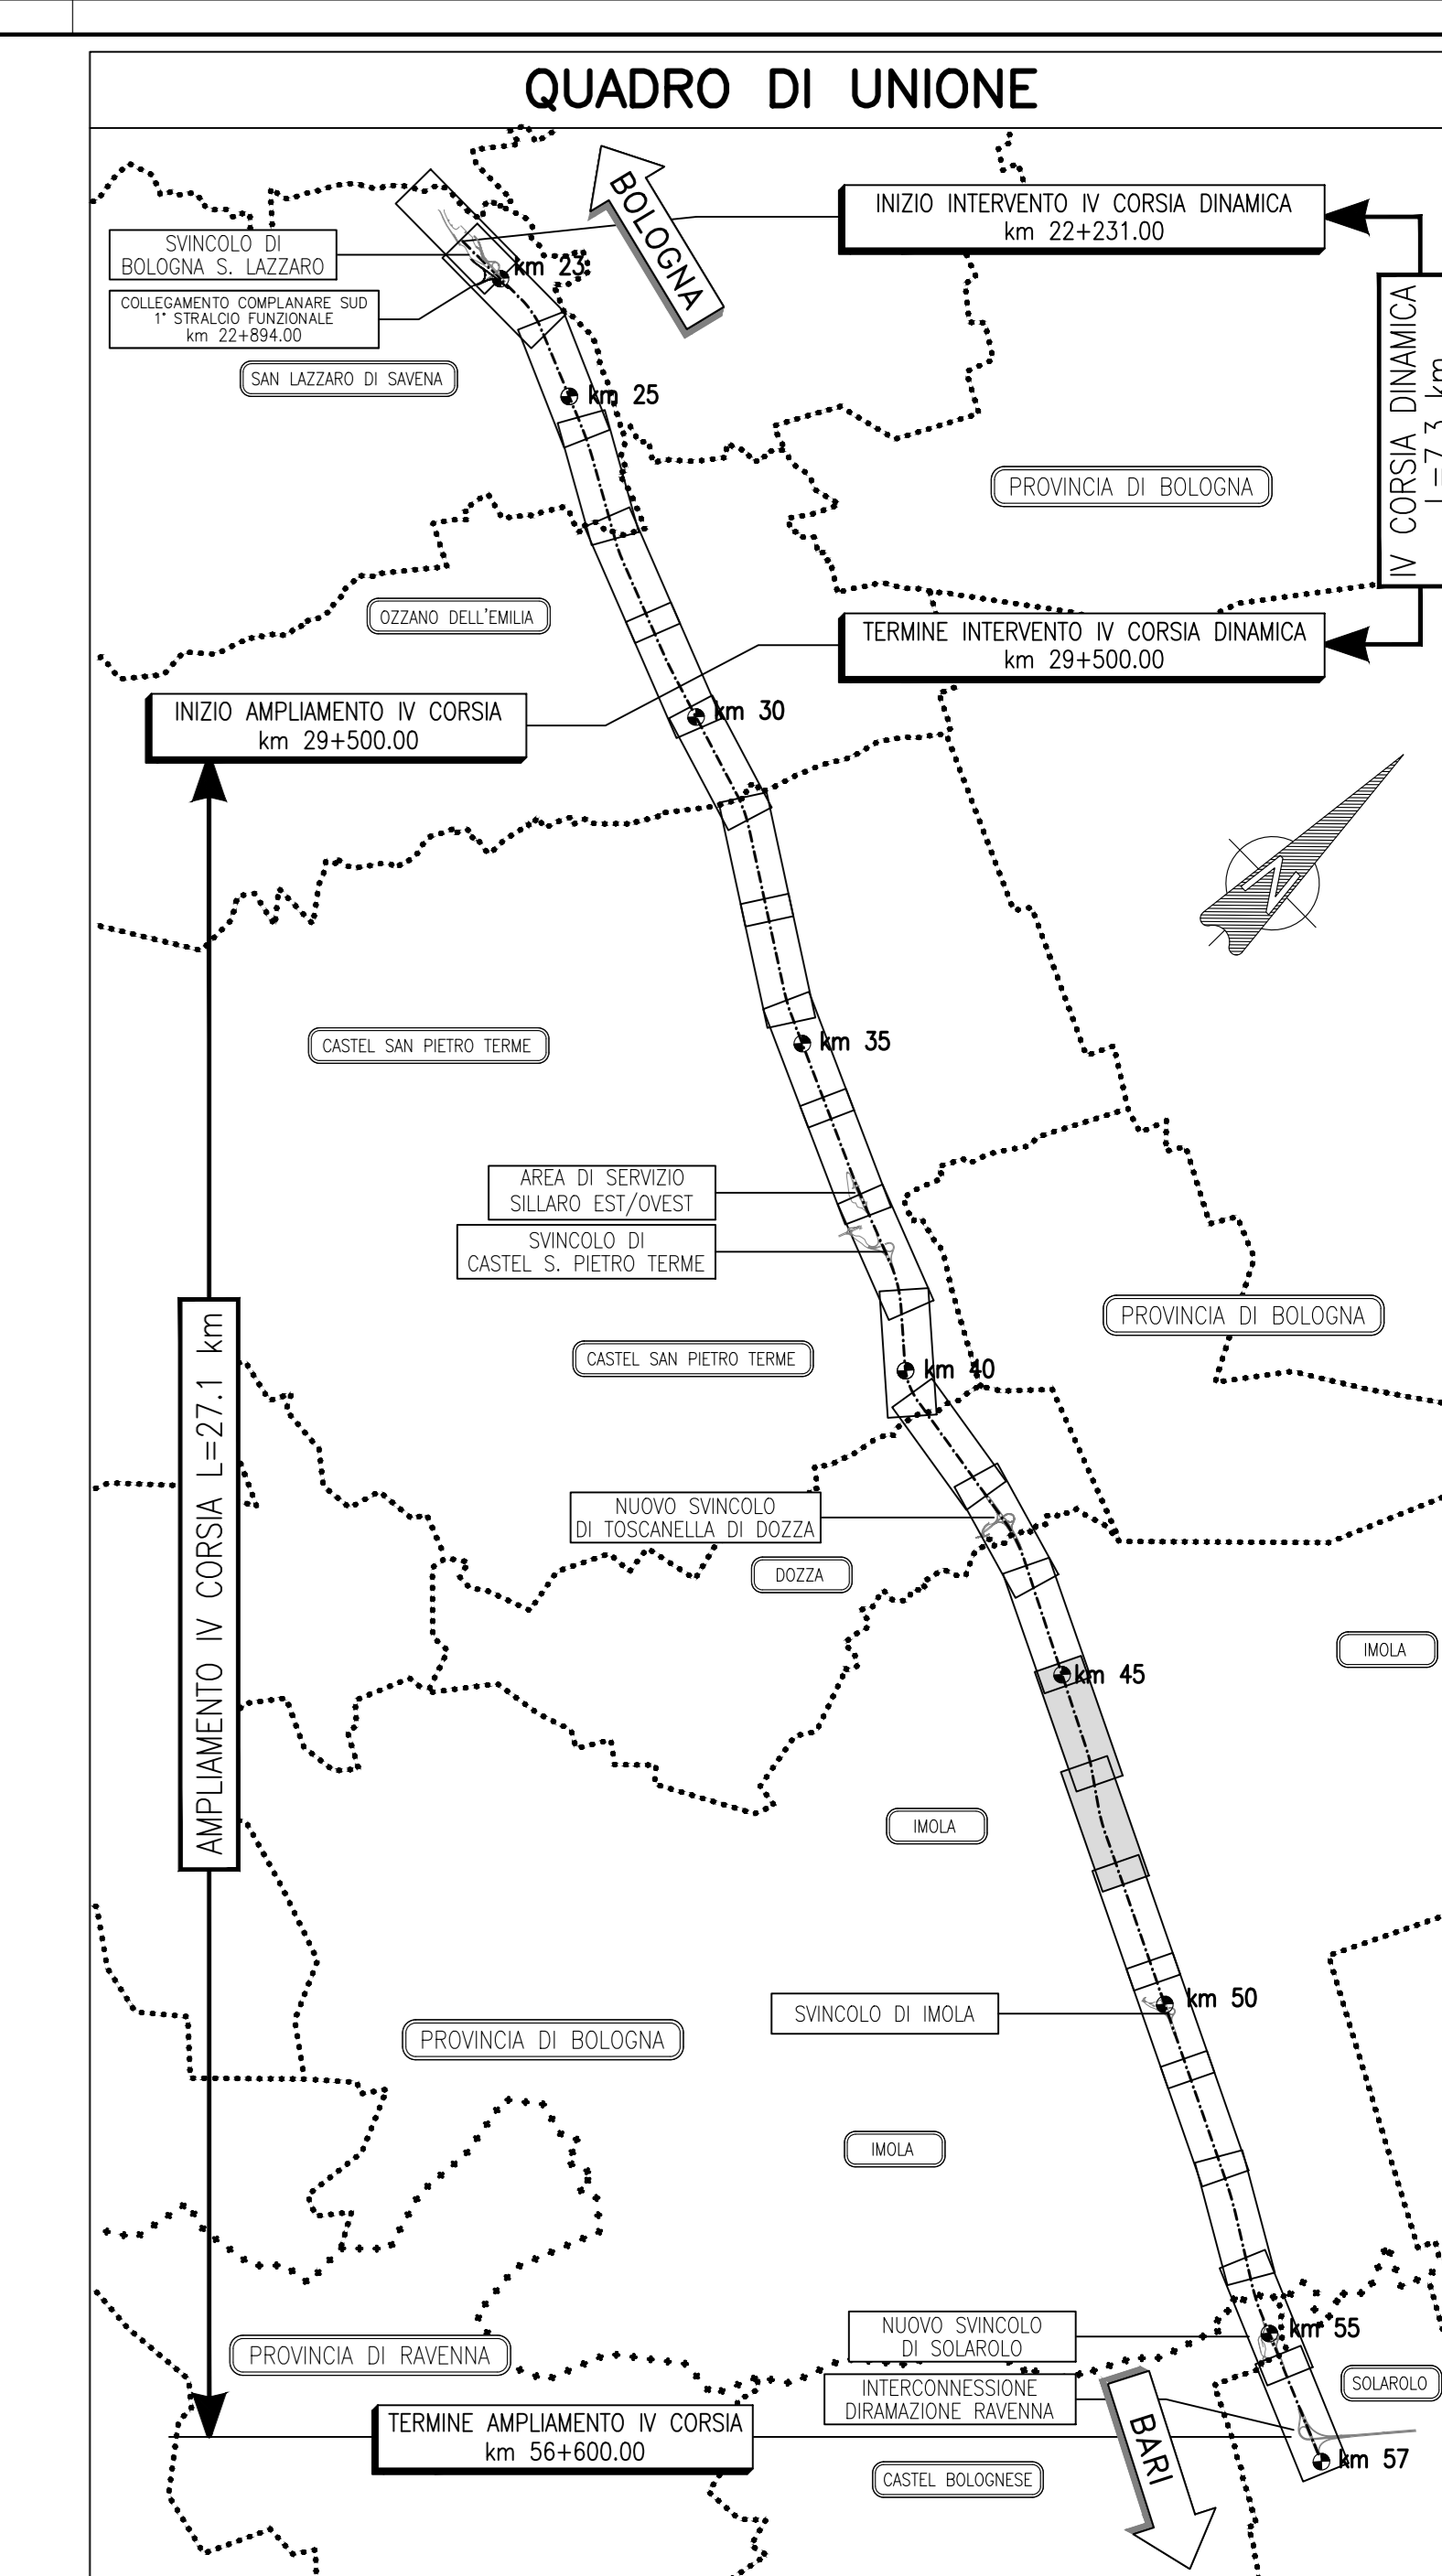 QUADRO DI UNIONE
BOLOGNA
INIZIO INTERVENTO IV CORSIA DINAMICA
km 22+231.00
SVINCOLO DI
BOLOGNA S. LAZZARO
km 23
COLLEGAMENTO COMPLANARE SUD
1° STRALCIO FUNZIONALE
km 22+894.00
IV CORSIA DINAMICA
L=7.3 km
SAN LAZZARO DI SAVENA
km 25
PROVINCIA DI BOLOGNA
OZZANO DELL'EMILIA
TERMINE INTERVENTO IV CORSIA DINAMICA
km 29+500.00
INIZIO AMPLIAMENTO IV CORSIA
km 29+500.00
km 30
N
CASTEL SAN PIETRO TERME
km 35
AREA DI SERVIZIO
SILLARO EST/OVEST
SVINCOLO DI
CASTEL S. PIETRO TERME
PROVINCIA DI BOLOGNA
AMPLIAMENTO IV CORSIA L=27.1 km
CASTEL SAN PIETRO TERME
km 40
NUOVO SVINCOLO
DI TOSCANELLA DI DOZZA
DOZZA
IMOLA
km 45
IMOLA
SVINCOLO DI IMOLA
km 50
PROVINCIA DI BOLOGNA
IMOLA
NUOVO SVINCOLO
DI SOLAROLO
km 55
PROVINCIA DI RAVENNA
INTERCONNESSIONE
DIRAMAZIONE RAVENNA
SOLAROLO
TERMINE AMPLIAMENTO IV CORSIA
km 56+600.00
BARI
km 57
CASTEL BOLOGNESE